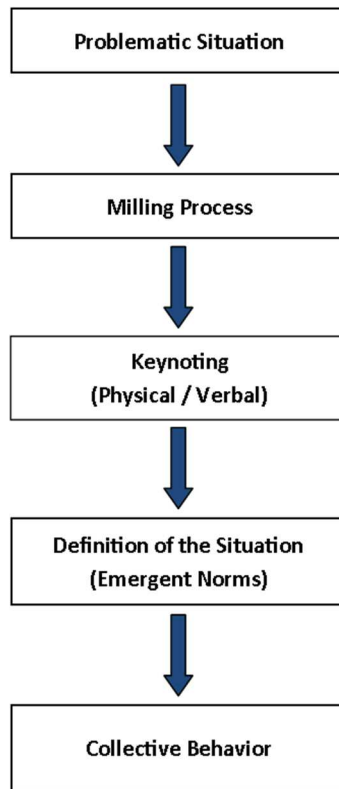 Problematic Situation
Milling Process
Keynoting
(Physical / Verbal)
Definition of the Situation
(Emergent Norms)
Collective Behavior